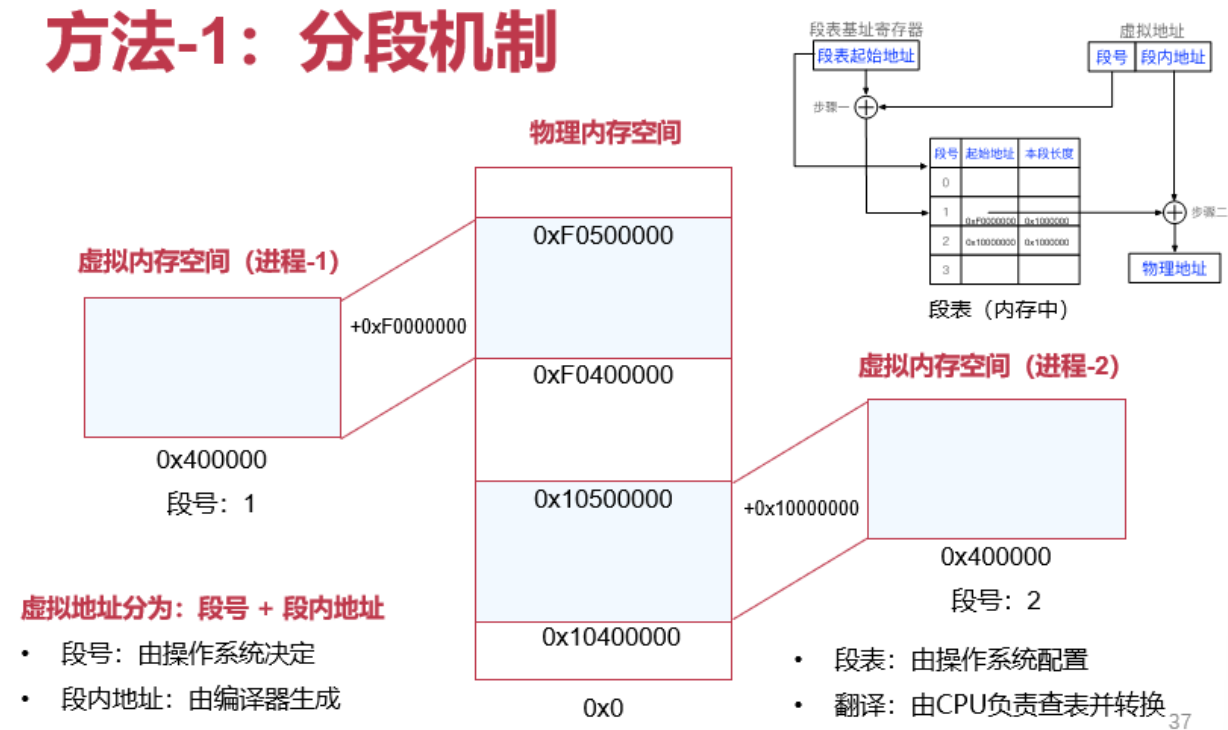 方法-1：分段机制
段表基址寄存器
段表起始地址
虚拟地址
段号 段内地址
步骤一
段号 起始地址 本段长度
0
1 0xF0000000 0x1000000
2 0x10000000 0x1000000
3
步骤二
物理地址
段表（内存中）
物理内存空间
0xF0500000
0xF0400000
0x10500000
0x10400000
0x0
虚拟内存空间（进程-1）
+0xF0000000
0x400000
段号：1
虚拟内存空间（进程-2）
+0x10000000
0x400000
段号：2
虚拟地址分为：段号 + 段内地址
• 段号：由操作系统决定
• 段内地址：由编译器生成
• 段表：由操作系统配置
• 翻译：由CPU负责查表并转换
37